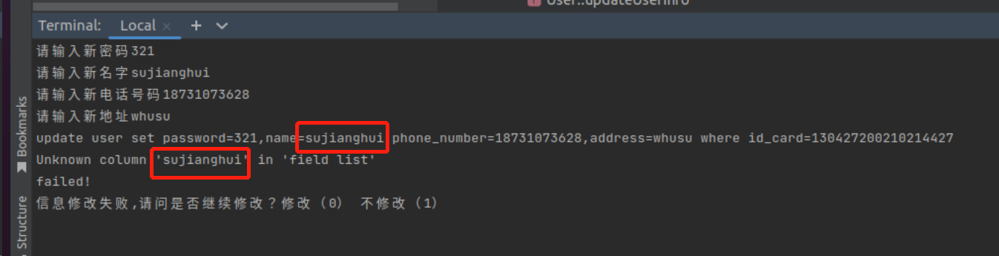 User::updateUserInfo
Terminal: Local × +
请输入新密码321
请输入新名字sujianghui
请输入新电话号码18731073628
请输入新地址whusu
update user set password=321,name=sujianghui,phone_number=18731073628,address=whusu where id_card=130427200210214427
Unknown column 'sujianghui' in 'field list'
failed!
信息修改失败,请问是否继续修改？修改（0） 不修改（1）
Bookmarks
Structure